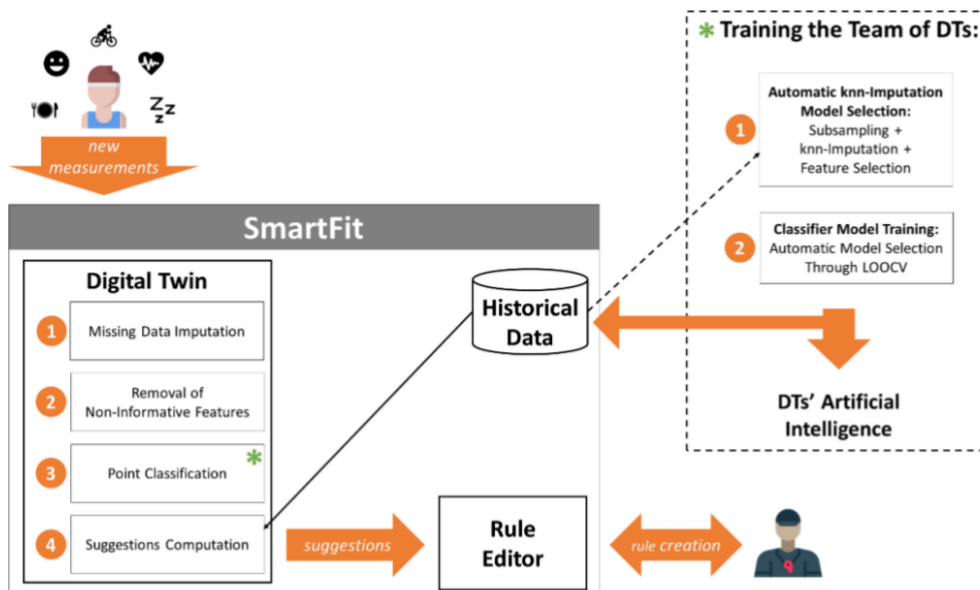 * Training the Team of DTs:
Automatic knn-Imputation
Model Selection:
1
Subsampling +
knn-Imputation +
Feature Selection
2
Classifier Model Training:
Automatic Model Selection
Through LOOCV
DTs' Artificial
Intelligence
Zzz
new
measurements
SmartFit
Digital Twin
1
Missing Data Imputation
2
Removal of
Non-Informative Features
3
Point Classification
*
4
Suggestions Computation
Historical
Data
suggestions
Rule
Editor
rule creation